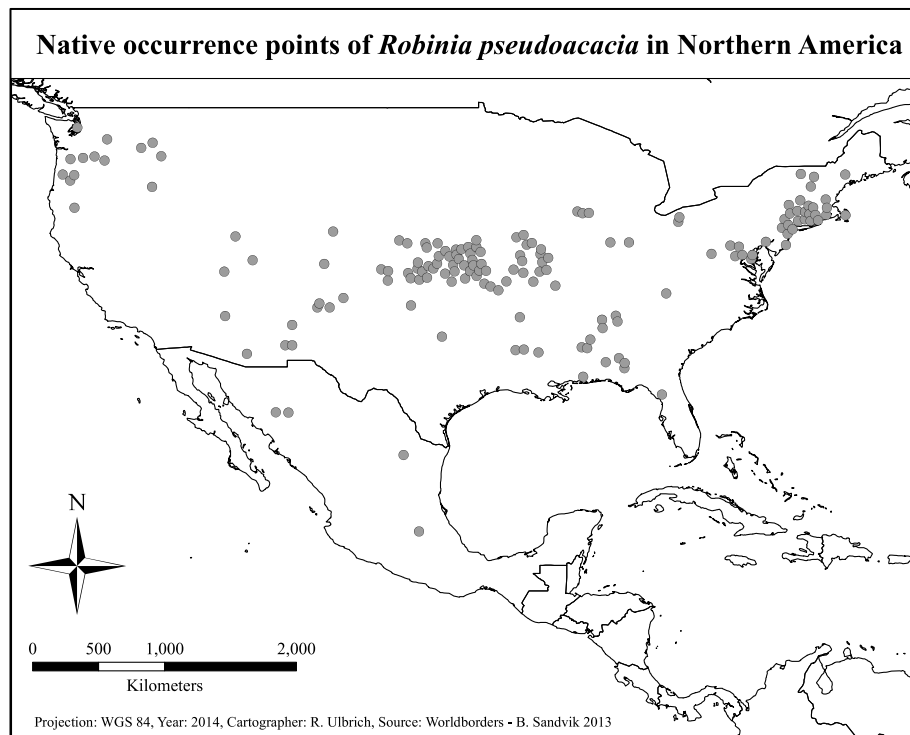 Native occurrence points of Robinia pseudoacacia in Northern America
N
0 500 1,000 2,000
Kilometers
Projection: WGS 84, Year: 2014, Cartographer: R. Ulbrich, Source: Worldborders - B. Sandvik 2013